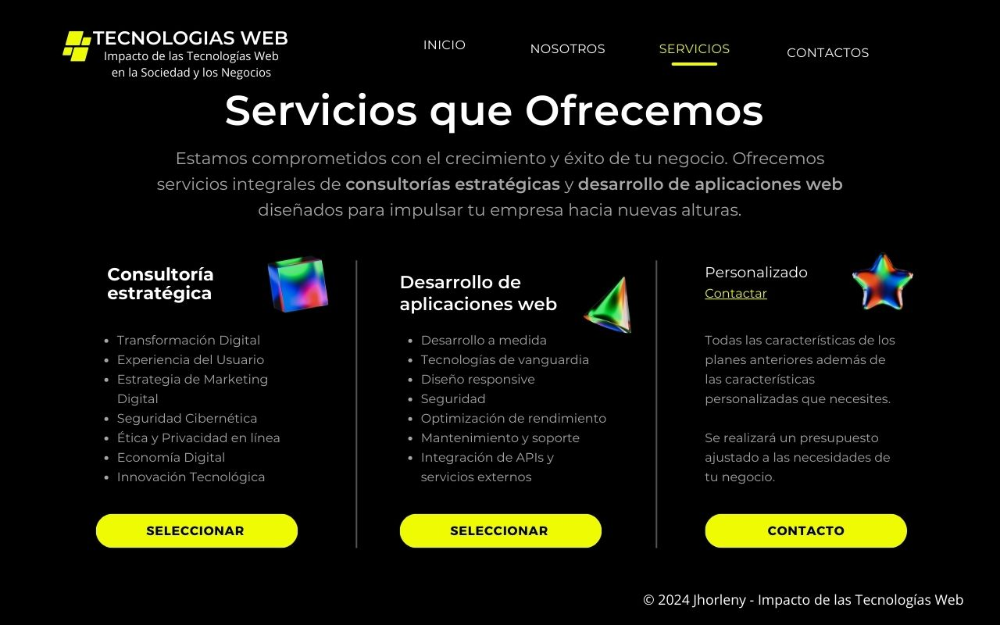 TECNOLOGIAS WEB
Impacto de las Tecnologías Web
en la Sociedad y los Negocios
INICIO
NOSOTROS
SERVICIOS
CONTACTOS
Servicios que Ofrecemos
Estamos comprometidos con el crecimiento y éxito de tu negocio. Ofrecemos
servicios integrales de consultorías estratégicas y desarrollo de aplicaciones web
diseñados para impulsar tu empresa hacia nuevas alturas.
Consultoría
estratégica
• Transformación Digital
• Experiencia del Usuario
• Estrategia de Marketing
Digital
• Seguridad Cibernética
• Ética y Privacidad en línea
• Economía Digital
• Innovación Tecnológica
SELECCIONAR
Desarrollo de
aplicaciones web
• Desarrollo a medida
• Tecnologías de vanguardia
• Diseño responsive
• Seguridad
• Optimización de rendimiento
• Mantenimiento y soporte
• Integración de APIs y
servicios externos
SELECCIONAR
Personalizado
Contactar
Todas las características de los
planes anteriores además de
las características
personalizadas que necesites.
Se realizará un presupuesto
ajustado a las necesidades de
tu negocio.
CONTACTO
© 2024 Jhorleny - Impacto de las Tecnologías Web